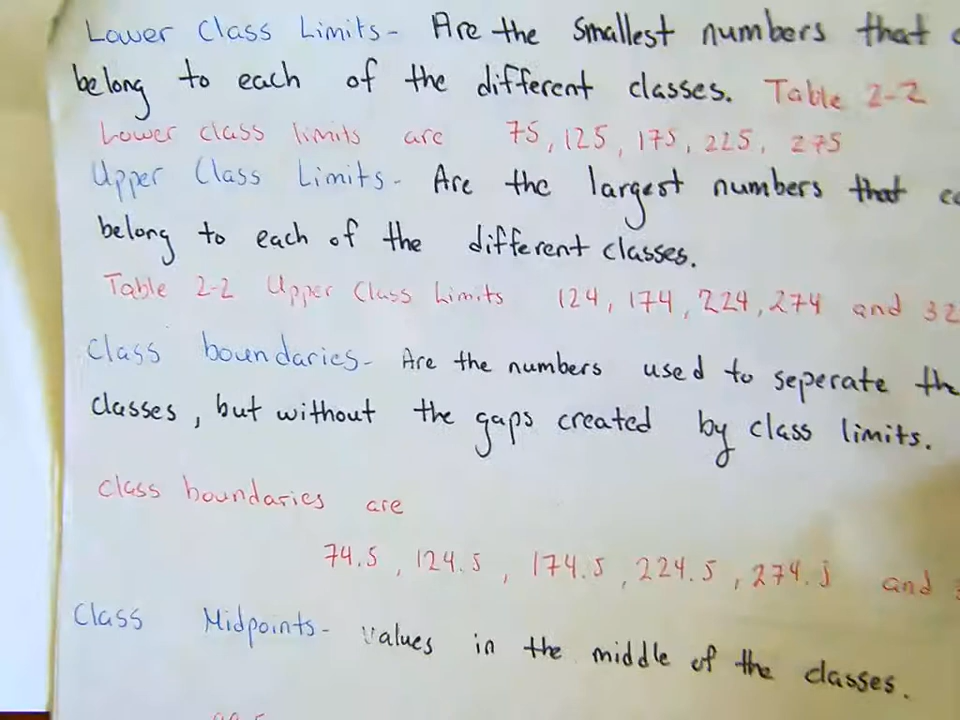 Lower Class Limits- Are the smallest numbers that
belong to each of the different classes. Table 2-2
Lower class limits are 75, 125, 175, 225, 275
Upper Class Limits- Are the largest numbers that
belong to each of the different classes.
Table 2-2 Upper Class Limits 124, 174, 224, 274 and 32
Class boundaries- Are the numbers used to seperate the
classes, but without the gaps created by class limits.
class boundaries are
74.5, 124.5, 174.5, 224.5, 274.5 and
Class Midpoints- values in the middle of the classes.